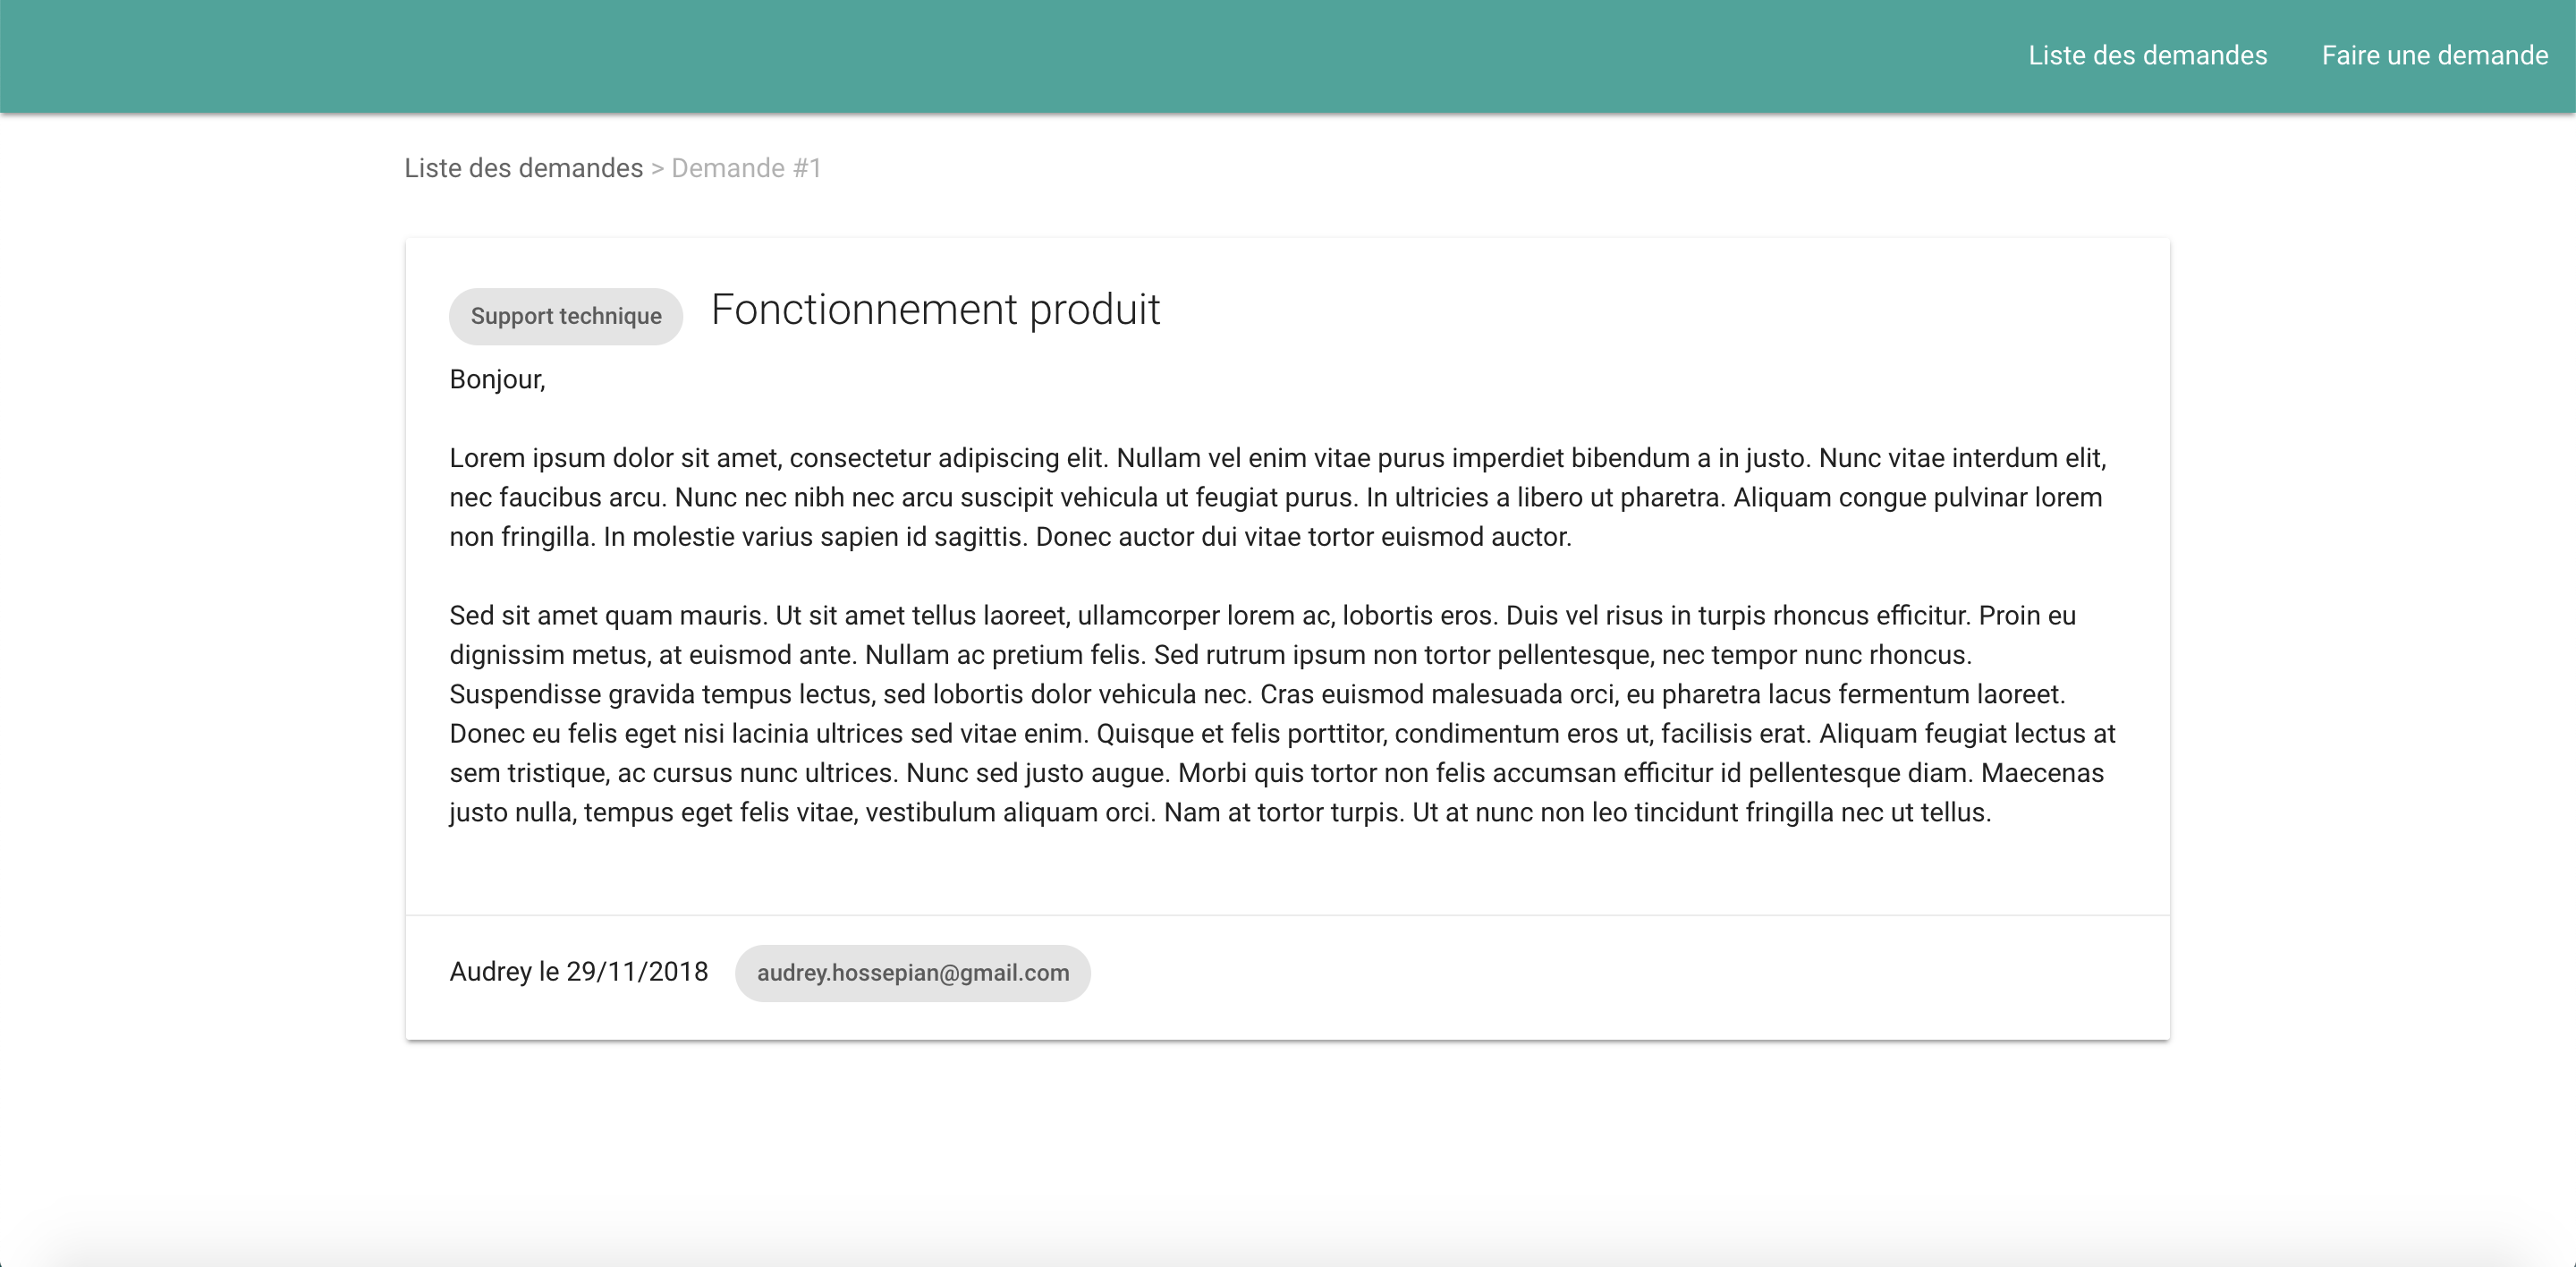 Liste des demandes Faire une demande
Liste des demandes > Demande #1
Support technique Fonctionnement produit
Bonjour,
Lorem ipsum dolor sit amet, consectetur adipiscing elit. Nullam vel enim vitae purus imperdiet bibendum a in justo. Nunc vitae interdum elit,
nec faucibus arcu. Nunc nec nibh nec arcu suscipit vehicula ut feugiat purus. In ultricies a libero ut pharetra. Aliquam congue pulvinar lorem
non fringilla. In molestie varius sapien id sagittis. Donec auctor dui vitae tortor euismod auctor.
Sed sit amet quam mauris. Ut sit amet tellus laoreet, ullamcorper lorem ac, lobortis eros. Duis vel risus in turpis rhoncus efficitur. Proin eu
dignissim metus, at euismod ante. Nullam ac pretium felis. Sed rutrum ipsum non tortor pellentesque, nec tempor nunc rhoncus.
Suspendisse gravida tempus lectus, sed lobortis dolor vehicula nec. Cras euismod malesuada orci, eu pharetra lacus fermentum laoreet.
Donec eu felis eget nisi lacinia ultrices sed vitae enim. Quisque et felis porttitor, condimentum eros ut, facilisis erat. Aliquam feugiat lectus at
sem tristique, ac cursus nunc ultrices. Nunc sed justo augue. Morbi quis tortor non felis accumsan efficitur id pellentesque diam. Maecenas
justo nulla, tempus eget felis vitae, vestibulum aliquam orci. Nam at tortor turpis. Ut at nunc non leo tincidunt fringilla nec ut tellus.
Audrey le 29/11/2018 audrey.hossepian@gmail.com